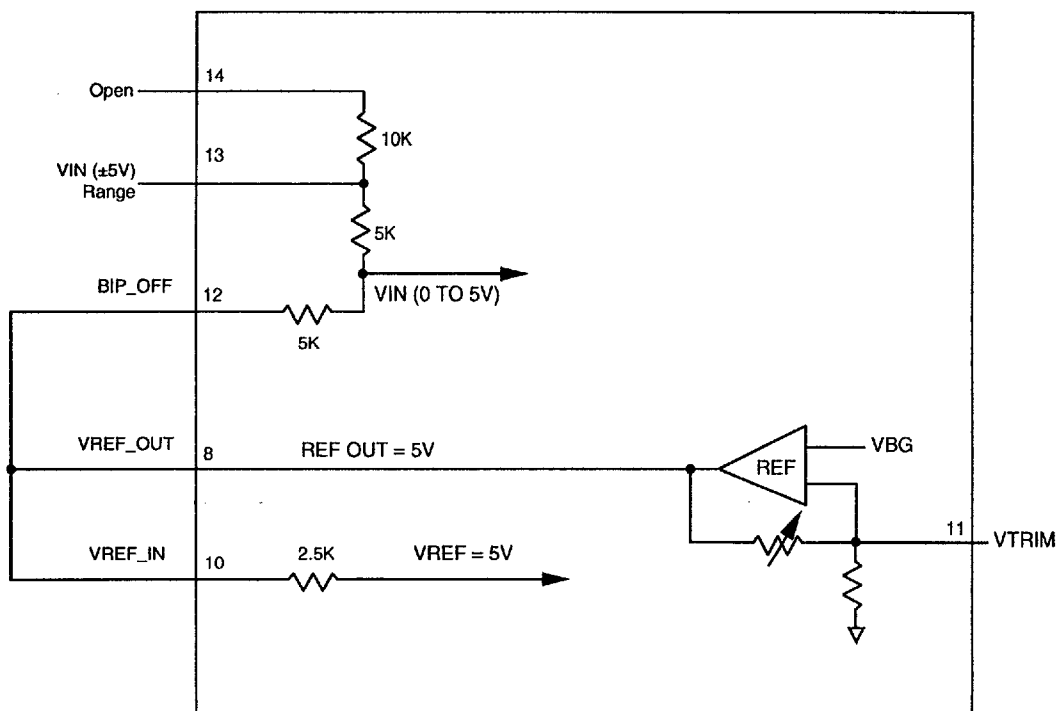 14
Open
10K
13
VIN (±5V)
Range
5K
BIP_OFF
12
VIN (0 TO 5V)
5K
VREF_OUT
8
REF OUT = 5V
REF
VBG
VREF_IN
10
2.5K
VREF = 5V
11
VTRIM